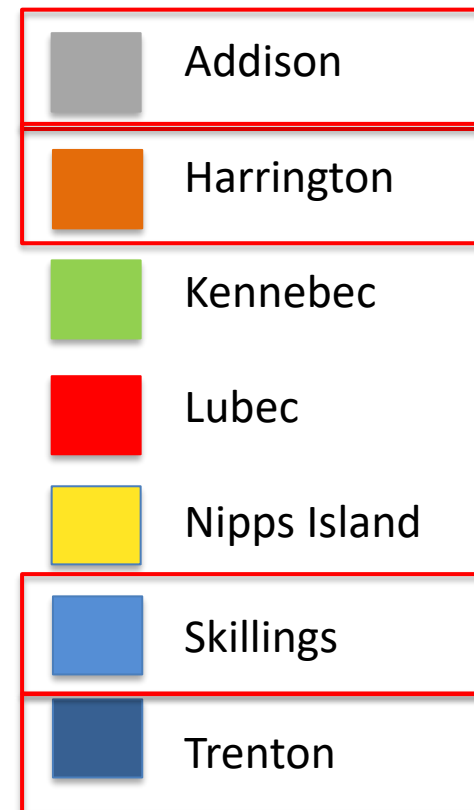 Addison
Harrington
Kennebec
Lubec
Nipps Island
Skillings
Trenton